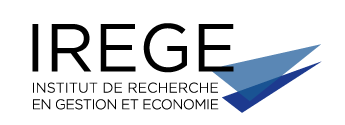 IREGE
INSTITUT DE RECHERCHE
EN GESTION ET ECONOMIE